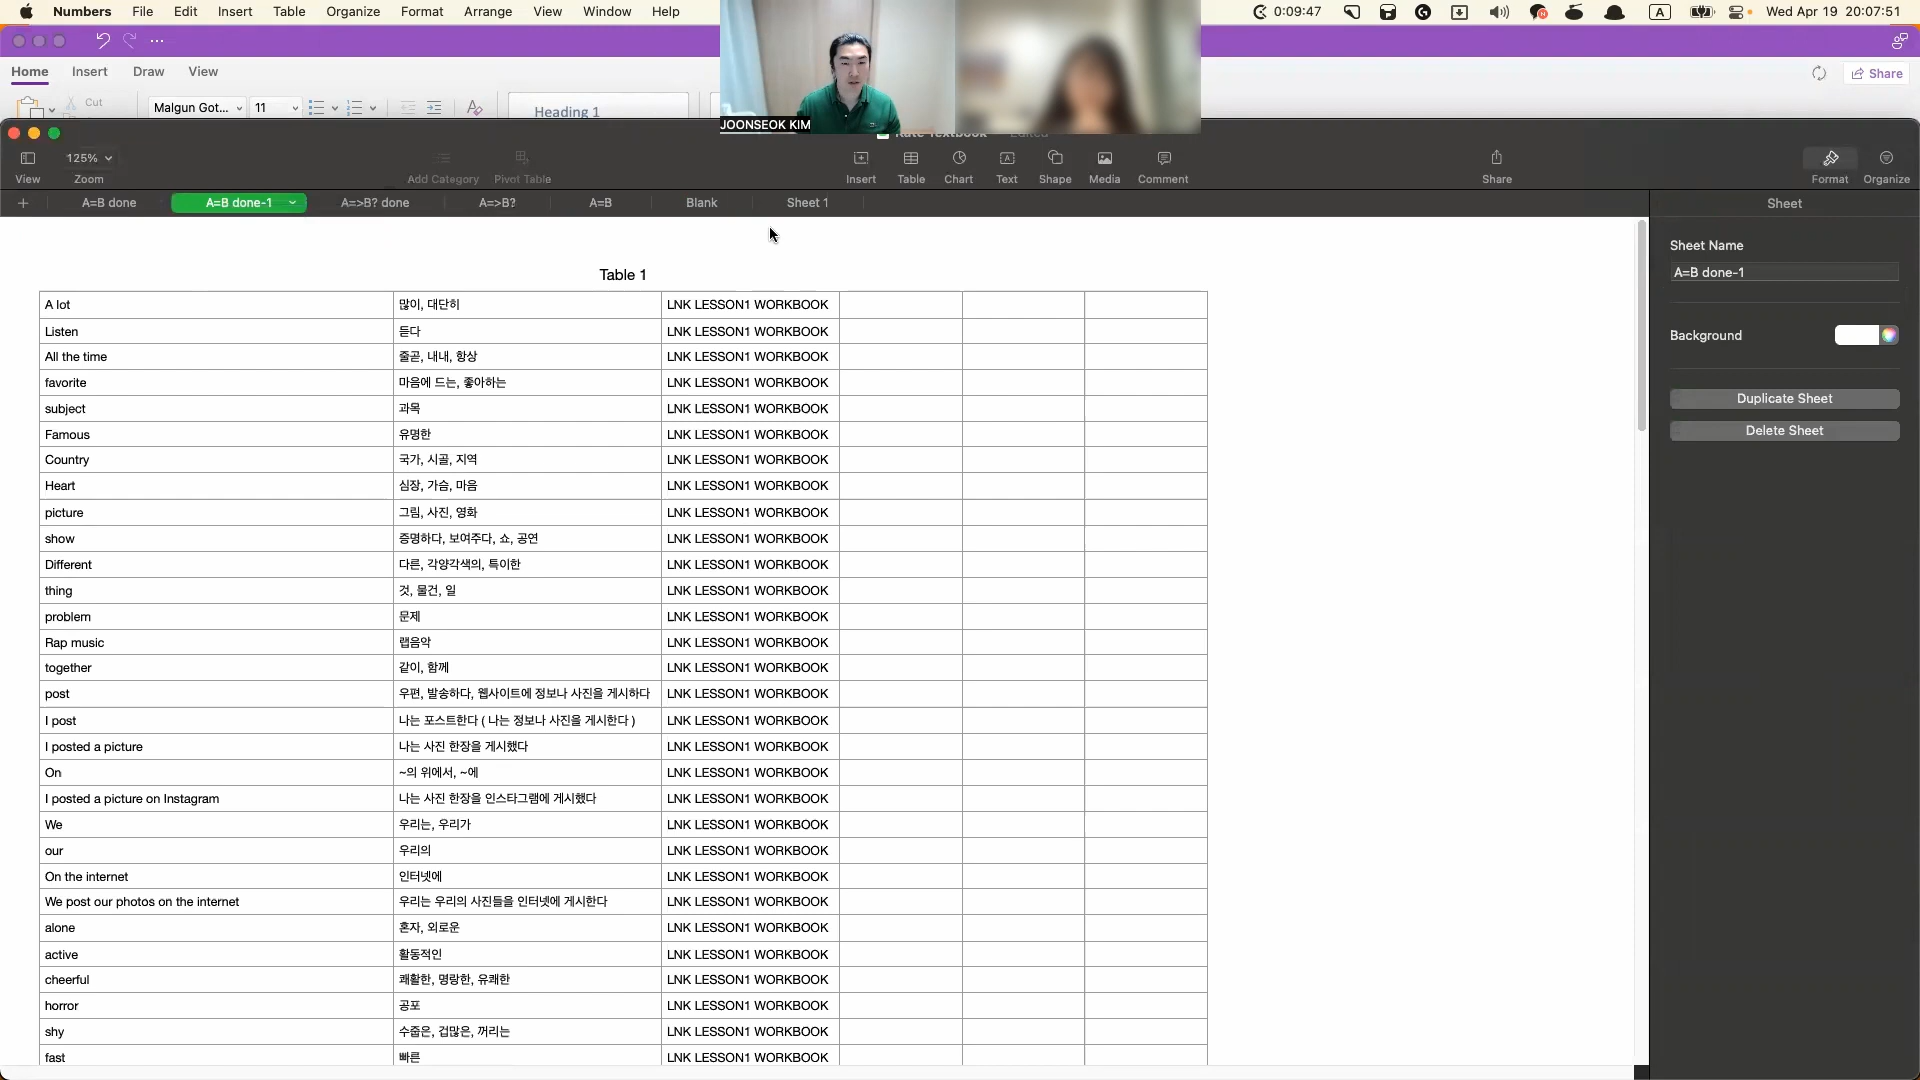 Numbers File Edit Insert Table Organize Format Arrange View Window Help 0:09:47 A Wed Apr 19 20:07:51
Home Insert Draw View Share
Cut Malgun Got... 11 Heading 1
JOONSEOK KIM
Edited
125%
View Zoom Add Category Pivot Table Insert Table Chart Text Shape Media Comment Share Format Organize
A=B done A=B done-1 A=>B? done A=>B? A=B Blank Sheet 1 Sheet
Sheet Name
A=B done-1
Background
Duplicate Sheet
Delete Sheet
Table 1
A lot 많이, 대단히 LNK LESSON1 WORKBOOK
Listen 듣다 LNK LESSON1 WORKBOOK
All the time 줄곧, 내내, 항상 LNK LESSON1 WORKBOOK
favorite 마음에 드는, 좋아하는 LNK LESSON1 WORKBOOK
subject 과목 LNK LESSON1 WORKBOOK
Famous 유명한 LNK LESSON1 WORKBOOK
Country 국가, 시골, 지역 LNK LESSON1 WORKBOOK
Heart 심장, 가슴, 마음 LNK LESSON1 WORKBOOK
picture 그림, 사진, 영화 LNK LESSON1 WORKBOOK
show 증명하다, 보여주다, 쇼, 공연 LNK LESSON1 WORKBOOK
Different 다른, 각양각색의, 특이한 LNK LESSON1 WORKBOOK
thing 것, 물건, 일 LNK LESSON1 WORKBOOK
problem 문제 LNK LESSON1 WORKBOOK
Rap music 랩음악 LNK LESSON1 WORKBOOK
together 같이, 함께 LNK LESSON1 WORKBOOK
post 우편, 발송하다, 웹사이트에 정보나 사진을 게시하다 LNK LESSON1 WORKBOOK
I post 나는 포스트한다 ( 나는 정보나 사진을 게시한다 ) LNK LESSON1 WORKBOOK
I posted a picture 나는 사진 한장을 게시했다 LNK LESSON1 WORKBOOK
On ~의 위에서, ~에 LNK LESSON1 WORKBOOK
I posted a picture on Instagram 나는 사진 한장을 인스타그램에 게시했다 LNK LESSON1 WORKBOOK
We 우리는, 우리가 LNK LESSON1 WORKBOOK
our 우리의 LNK LESSON1 WORKBOOK
On the internet 인터넷에 LNK LESSON1 WORKBOOK
We post our photos on the internet 우리는 우리의 사진들을 인터넷에 게시한다 LNK LESSON1 WORKBOOK
alone 혼자, 외로운 LNK LESSON1 WORKBOOK
active 활동적인 LNK LESSON1 WORKBOOK
cheerful 쾌활한, 명랑한, 유쾌한 LNK LESSON1 WORKBOOK
horror 공포 LNK LESSON1 WORKBOOK
shy 수줍은, 겁많은, 꺼리는 LNK LESSON1 WORKBOOK
fast 빠른 LNK LESSON1 WORKBOOK